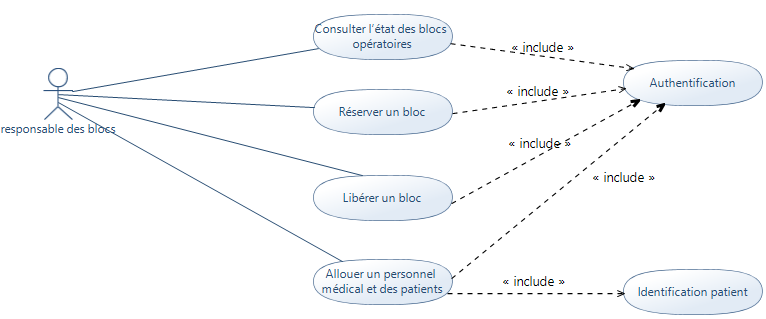 Consulter l'état des blocs
opératoires
« include »
Authentification
« include »
Réserver un bloc
responsable des blocs
« include »
« include »
Libérer un bloc
Allouer un personnel
médical et des patients
« include »
Identification patient